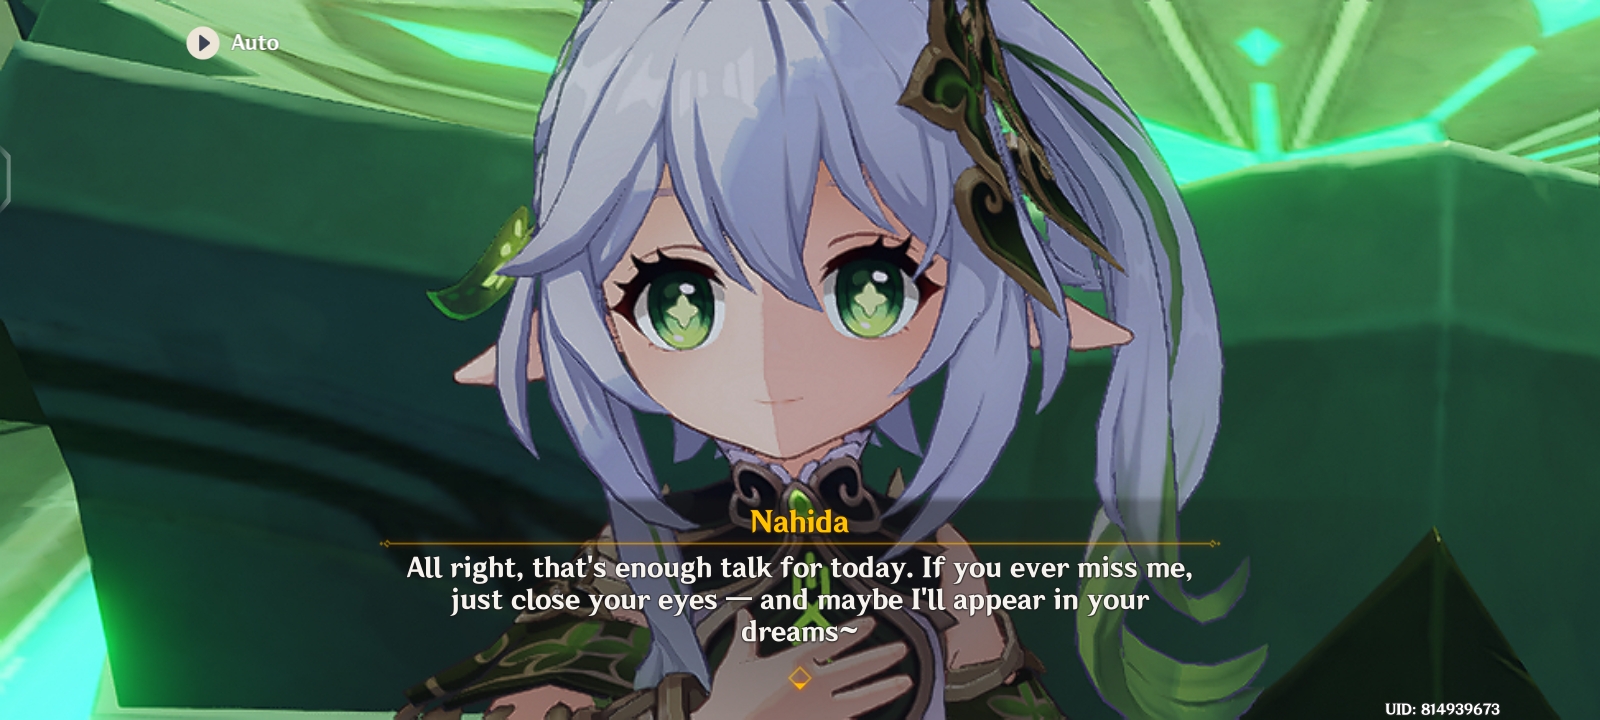 Auto
Nahida
All right, that's enough talk for today. If you ever miss me,
just close your eyes — and maybe I'll appear in your
dreams~
UID: 814939673